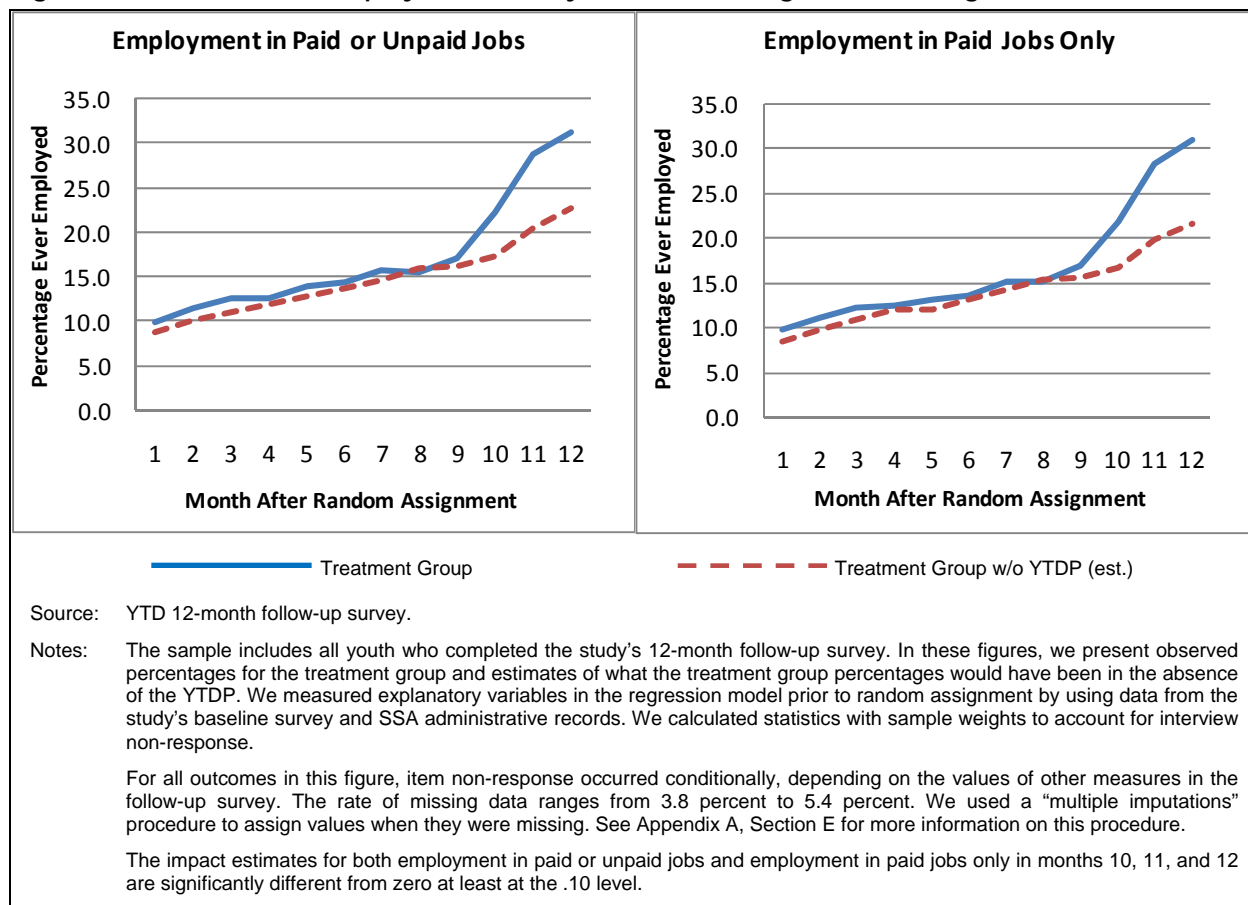 Employment in Paid or Unpaid Jobs
35.0
30.0
25.0
20.0
15.0
10.0
5.0
0.0
Percentage Ever Employed
1 2 3 4 5 6 7 8 9 10 11 12
Month After Random Assignment
Employment in Paid Jobs Only
35.0
30.0
25.0
20.0
15.0
10.0
5.0
0.0
Percentage Ever Employed
1 2 3 4 5 6 7 8 9 10 11 12
Month After Random Assignment
Treatment Group
Treatment Group w/o YTDP (est.)
Source: YTD 12-month follow-up survey.
Notes: The sample includes all youth who completed the study's 12-month follow-up survey. In these figures, we present observed
percentages for the treatment group and estimates of what the treatment group percentages would have been in the absence
of the YTDP. We measured explanatory variables in the regression model prior to random assignment by using data from the
study's baseline survey and SSA administrative records. We calculated statistics with sample weights to account for interview
non-response.
For all outcomes in this figure, item non-response occurred conditionally, depending on the values of other measures in the
follow-up survey. The rate of missing data ranges from 3.8 percent to 5.4 percent. We used a “multiple imputations”
procedure to assign values when they were missing. See Appendix A, Section E for more information on this procedure.
The impact estimates for both employment in paid or unpaid jobs and employment in paid jobs only in months 10, 11, and 12
are significantly different from zero at least at the .10 level.